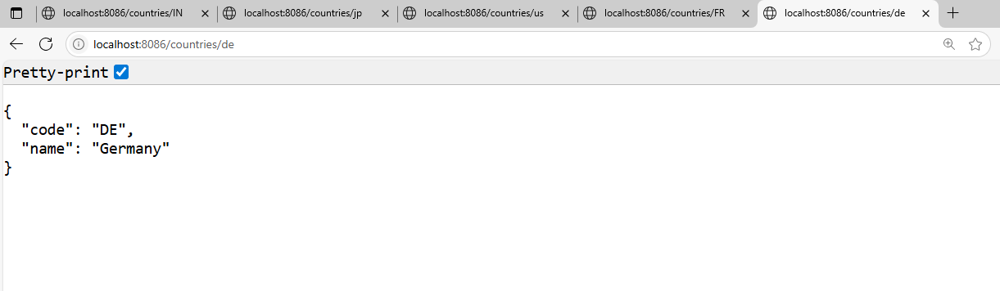 localhost:8086/countries/IN
localhost:8086/countries/jp
localhost:8086/countries/us
localhost:8086/countries/FR
localhost:8086/countries/de
localhost:8086/countries/de
Pretty-print
{
  "code": "DE",
  "name": "Germany"
}